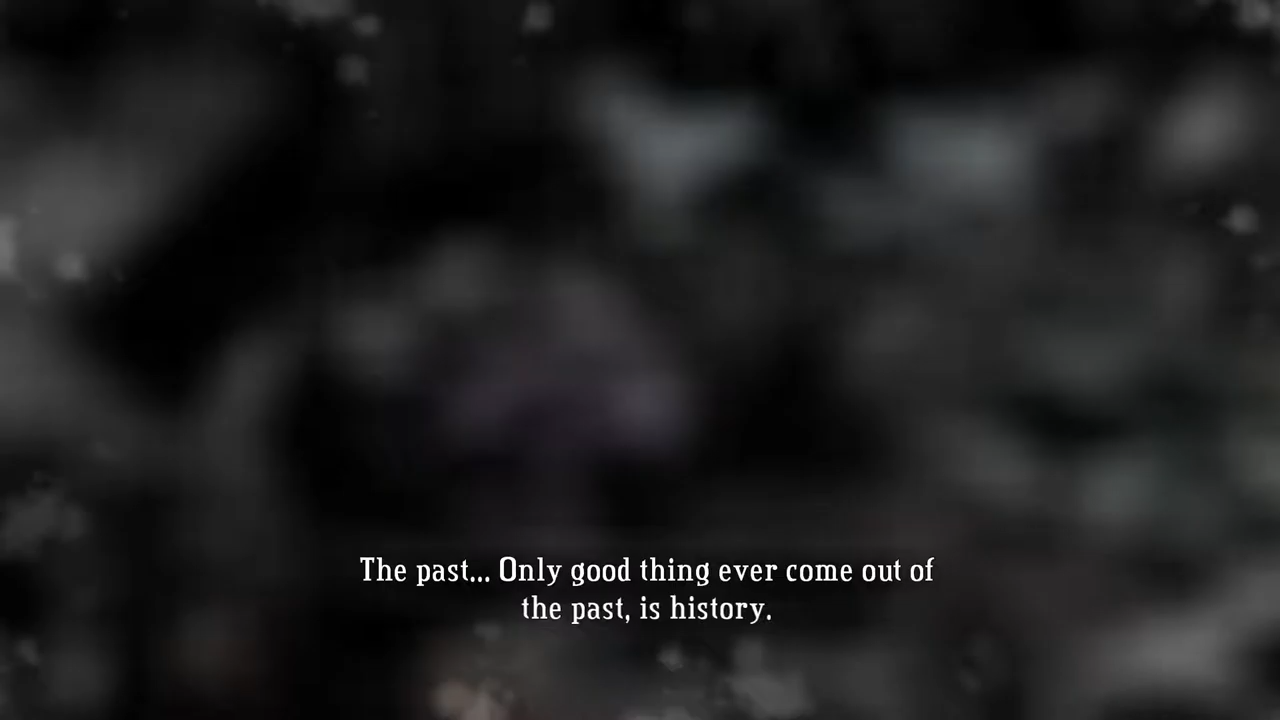 The past... Only good thing ever come out of
the past, is history.